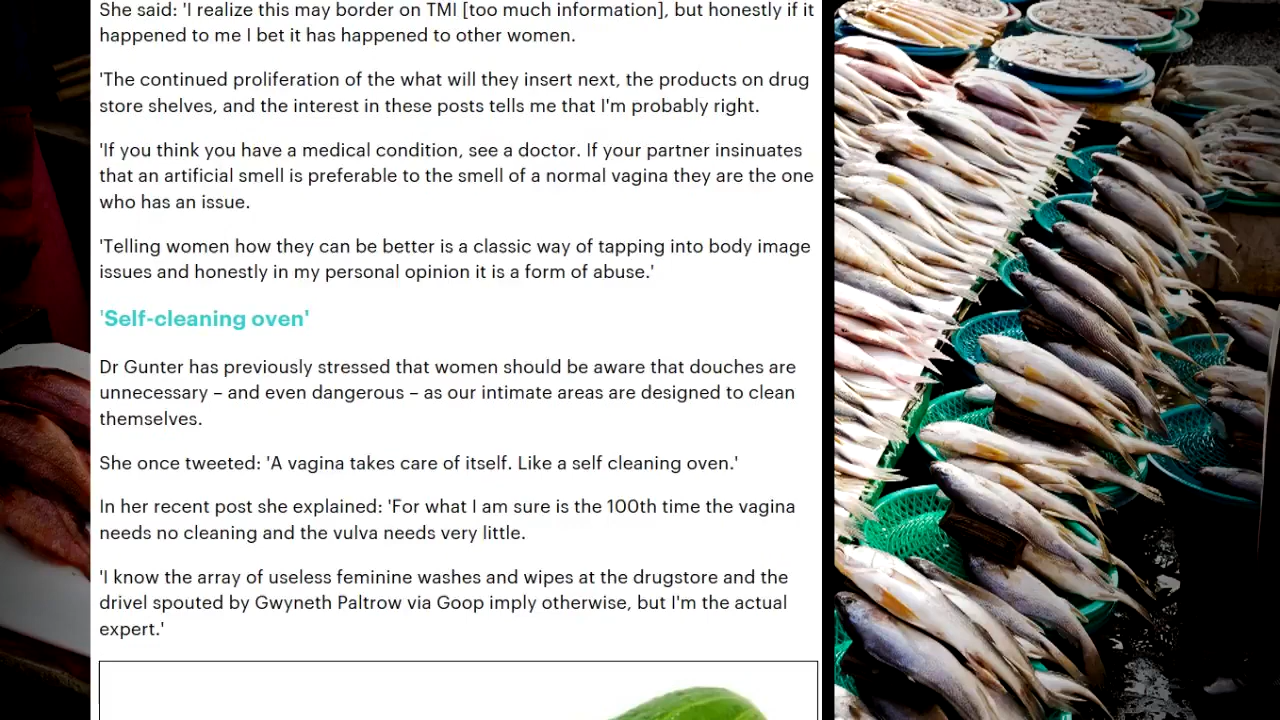 She said: 'I realize this may border on TMI [too much information], but honestly if it
happened to me I bet it has happened to other women.
'The continued proliferation of the what will they insert next, the products on drug
store shelves, and the interest in these posts tells me that I'm probably right.
'If you think you have a medical condition, see a doctor. If your partner insinuates
that an artificial smell is preferable to the smell of a normal vagina they are the one
who has an issue.
'Telling women how they can be better is a classic way of tapping into body image
issues and honestly in my personal opinion it is a form of abuse.'
'Self-cleaning oven'
Dr Gunter has previously stressed that women should be aware that douches are
unnecessary – and even dangerous – as our intimate areas are designed to clean
themselves.
She once tweeted: 'A vagina takes care of itself. Like a self cleaning oven.'
In her recent post she explained: 'For what I am sure is the 100th time the vagina
needs no cleaning and the vulva needs very little.
'I know the array of useless feminine washes and wipes at the drugstore and the
drivel spouted by Gwyneth Paltrow via Goop imply otherwise, but I'm the actual
expert.'